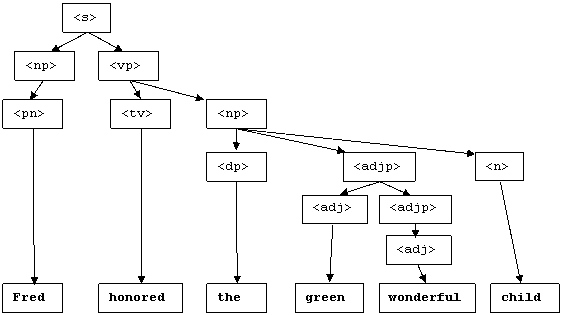 <s>
<np> <vp>
<pn> <tv> <np>
<dp> <adjp> <n>
<adj> <adjp>
<adj>
Fred honored the green wonderful child